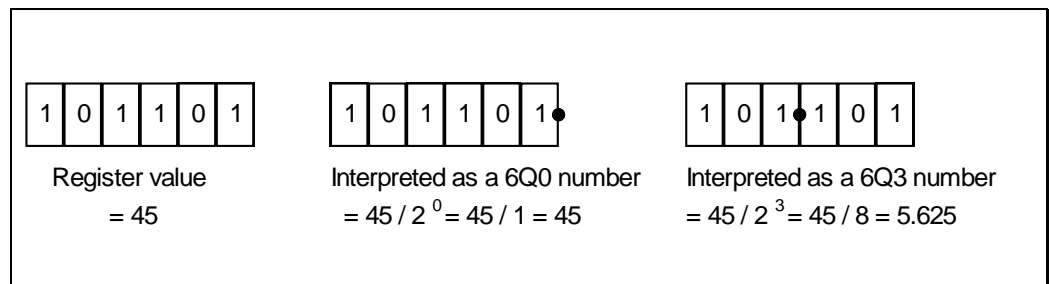 1 0 1 1 0 1 1 0 1 1 0 1 1 0 1 1 0 1
Register value Interpreted as a 6Q0 number Interpreted as a 6Q3 number
= 45 = 45 / 2 0 = 45 / 1 = 45 = 45 / 2 3 = 45 / 8 = 5.625